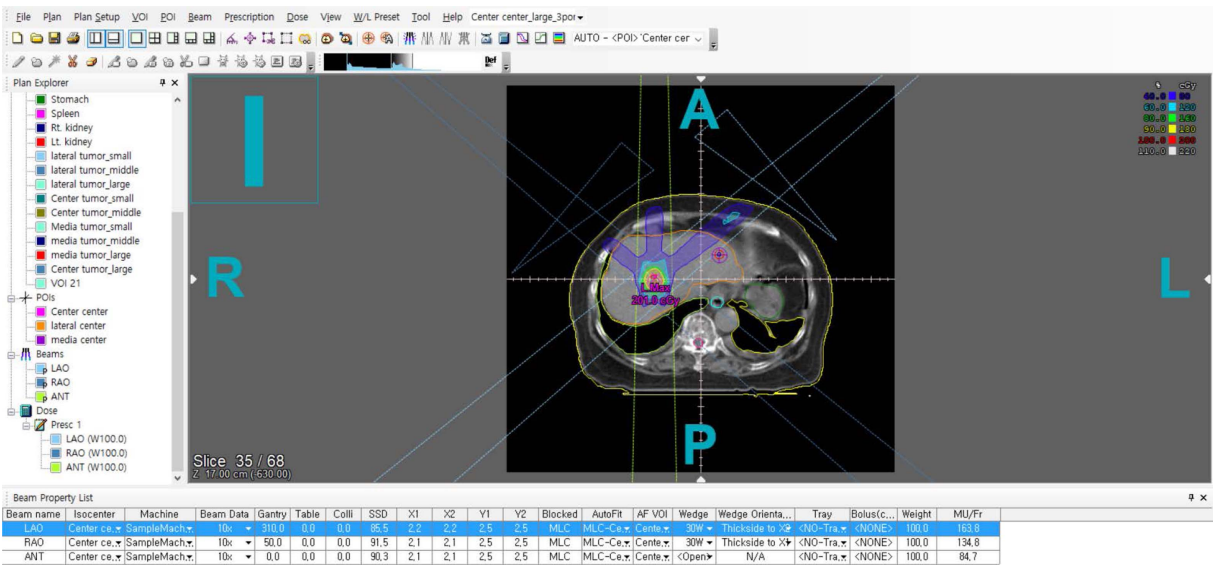 File Plan Plan Setup VOI POI Beam Prescription Dose View W/L Preset Tool Help Center center_large_3por
AUTO - <POI> 'Center cer
Def
Plan Explorer
Stomach
Spleen
Rt. kidney
Lt. kidney
lateral tumor_small
lateral tumor_middle
lateral tumor_large
Center tumor_small
Center tumor_middle
Media tumor_small
media tumor_middle
media tumor_large
Center tumor_large
VOI 21
POIs
Center center
lateral center
media center
Beams
LAO
RAO
ANT
Dose
Presc 1
LAO (W100.0)
RAO (W100.0)
ANT (W100.0)
I
A
R
L
P
% cGy
60.0 120
80.0 160
90.0 180
100.0 200
110.0 220
Slice 35 / 68
Z 17.00 cm (-630.00)
Beam Property List
Beam name Isocenter Machine Beam Data Gantry Table Colli SSD X1 X2 Y1 Y2 Blocked AutoFit AF VOI Wedge Wedge Orienta... Tray Bolus(c... Weight MU/Fr
LAO Center ce.. SampleMach.. 10x 310.0 0.0 0.0 85.5 2.2 2.2 2.5 2.5 MLC MLC-Ce.. Cente.. 30W Thickside to X2 <NO-Tra.. <NONE> 100.0 163.8
RAO Center ce.. SampleMach.. 10x 50.0 0.0 0.0 91.5 2.1 2.1 2.5 2.5 MLC MLC-Ce.. Cente.. 30W Thickside to X1 <NO-Tra.. <NONE> 100.0 134.8
ANT Center ce.. SampleMach.. 10x 0.0 0.0 0.0 90.3 2.1 2.1 2.5 2.5 MLC MLC-Ce.. Cente.. <Open> N/A <NO-Tra.. <NONE> 100.0 84.7